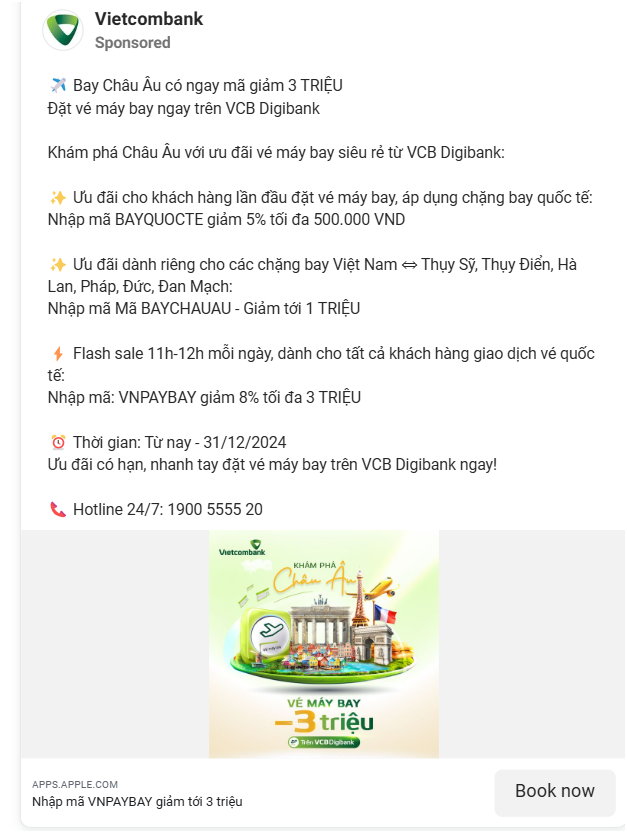 Vietcombank
Sponsored
✈️ Bay Châu Âu có ngay mã giảm 3 TRIỆU
Đặt vé máy bay ngay trên VCB Digibank
Khám phá Châu Âu với ưu đãi vé máy bay siêu rẻ từ VCB Digibank:
✨ Ưu đãi cho khách hàng lần đầu đặt vé máy bay, áp dụng chặng bay quốc tế:
Nhập mã BAYQUOCTE giảm 5% tối đa 500.000 VND
✨ Ưu đãi dành riêng cho các chặng bay Việt Nam ⇔ Thụy Sỹ, Thụy Điển, Hà
Lan, Pháp, Đức, Đan Mạch:
Nhập mã Mã BAYCHAUAU - Giảm tới 1 TRIỆU
⚡ Flash sale 11h-12h mỗi ngày, dành cho tất cả khách hàng giao dịch vé quốc
tế:
Nhập mã: VNPAYBAY giảm 8% tối đa 3 TRIỆU
⏰ Thời gian: Từ nay - 31/12/2024
Ưu đãi có hạn, nhanh tay đặt vé máy bay trên VCB Digibank ngay!
📞 Hotline 24/7: 1900 5555 20
Vietcombank
KHÁM PHÁ
Châu Âu
VÉ MÁY BAY
-3 triệu
Trên VCBDigibank
APPS.APPLE.COM
Nhập mã VNPAYBAY giảm tới 3 triệu
Book now